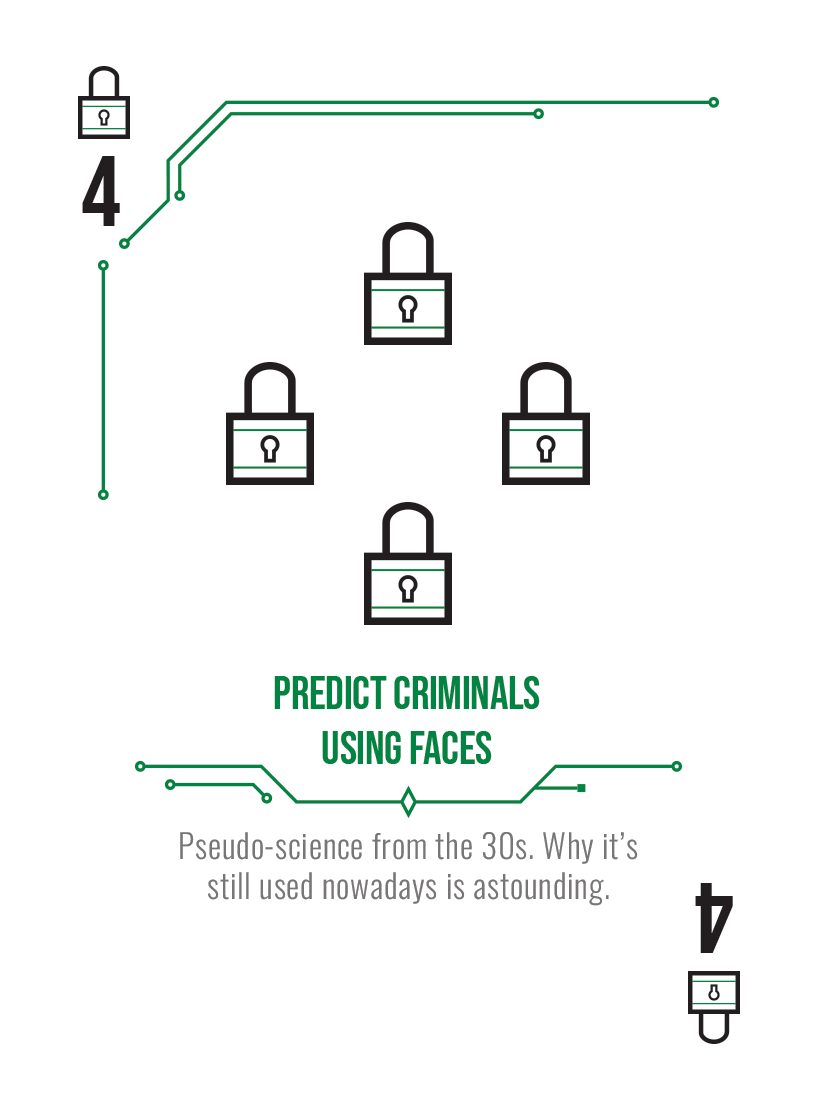 4
PREDICT CRIMINALS
USING FACES
Pseudo-science from the 30s. Why it's
still used nowadays is astounding.
4